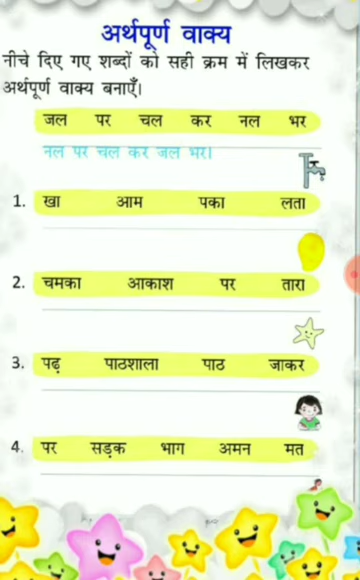 अर्थपूर्ण वाक्य
नीचे दिए गए शब्दों को सही क्रम में लिखकर
अर्थपूर्ण वाक्य बनाएँ।
जल पर चल कर नल भर
नल पर चल कर जल भर।
1. खा आम पका लता
2. चमका आकाश पर तारा
3. पढ़ पाठशाला पाठ जाकर
4. पर सड़क भाग अमन मत